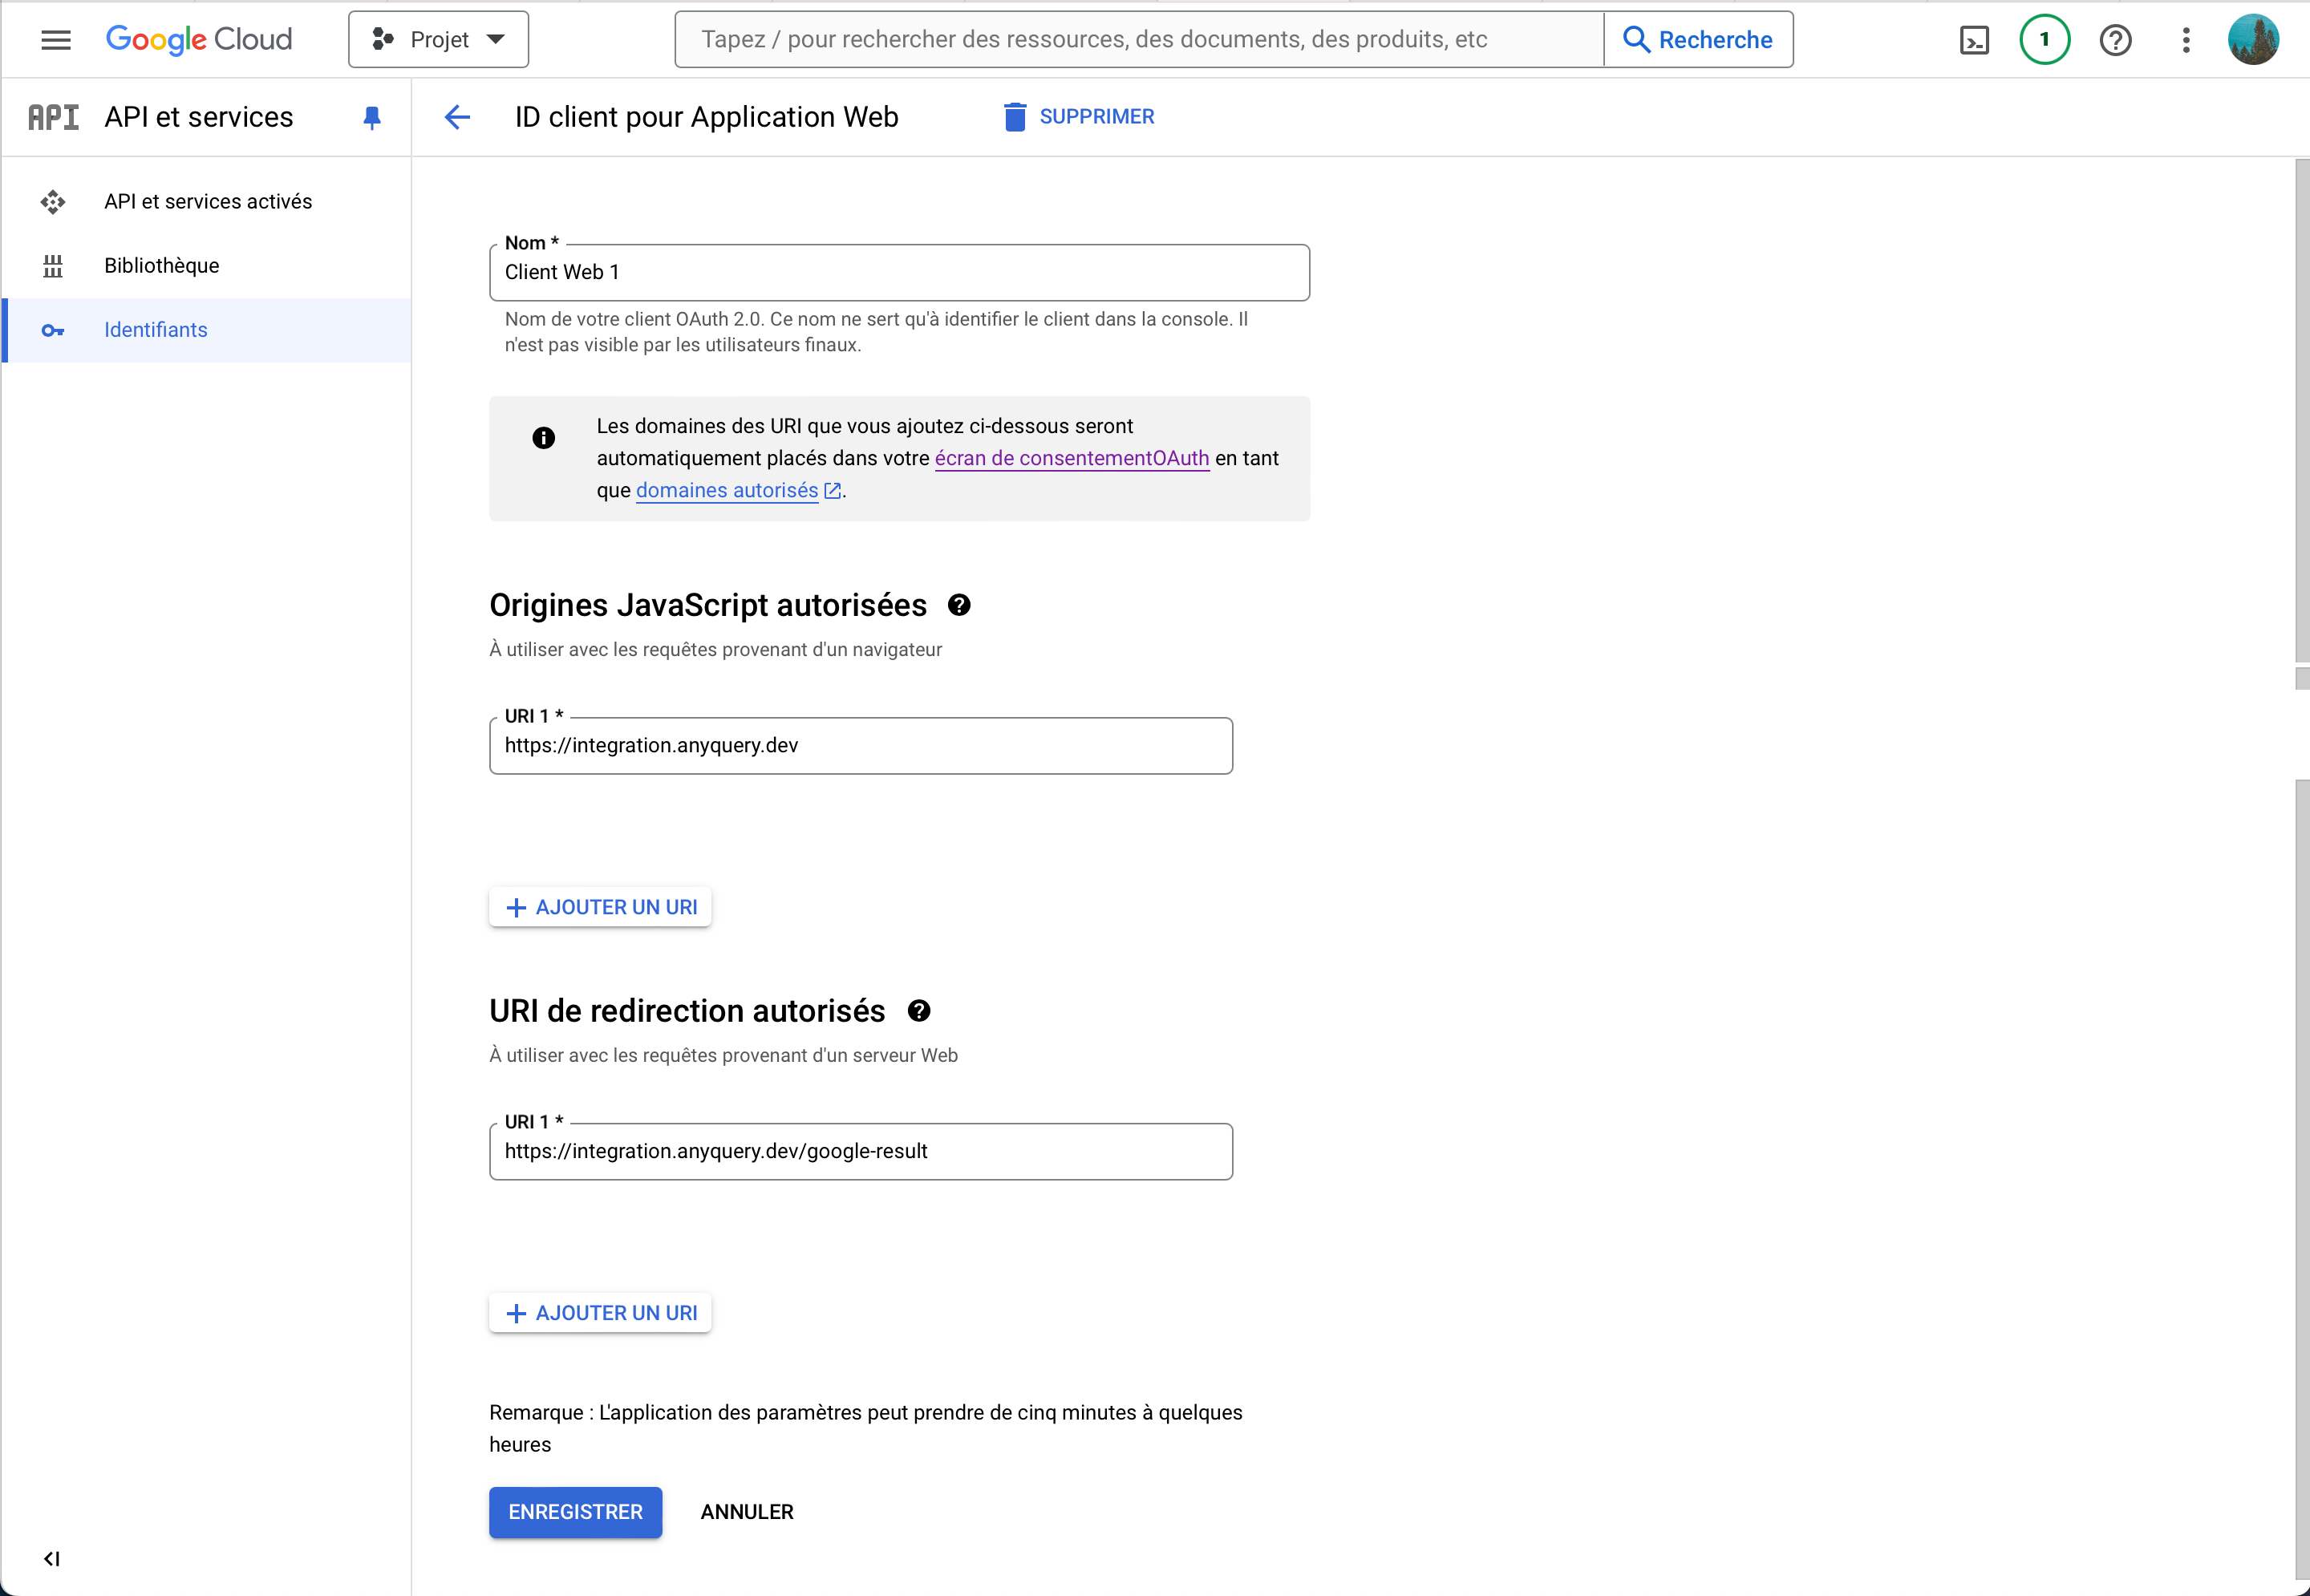 Google Cloud
Projet
Tapez / pour rechercher des ressources, des documents, des produits, etc
Recherche
1
API API et services
ID client pour Application Web
SUPPRIMER
API et services activés
Bibliothèque
Identifiants
Nom *
Client Web 1
Nom de votre client OAuth 2.0. Ce nom ne sert qu'à identifier le client dans la console. Il
n'est pas visible par les utilisateurs finaux.
Les domaines des URI que vous ajoutez ci-dessous seront
automatiquement placés dans votre écran de consentementOAuth en tant
que domaines autorisés.
Origines JavaScript autorisées
À utiliser avec les requêtes provenant d'un navigateur
URI 1 *
https://integration.anyquery.dev
+ AJOUTER UN URI
URI de redirection autorisés
À utiliser avec les requêtes provenant d'un serveur Web
URI 1 *
https://integration.anyquery.dev/google-result
+ AJOUTER UN URI
Remarque : L'application des paramètres peut prendre de cinq minutes à quelques
heures
ENREGISTRER
ANNULER